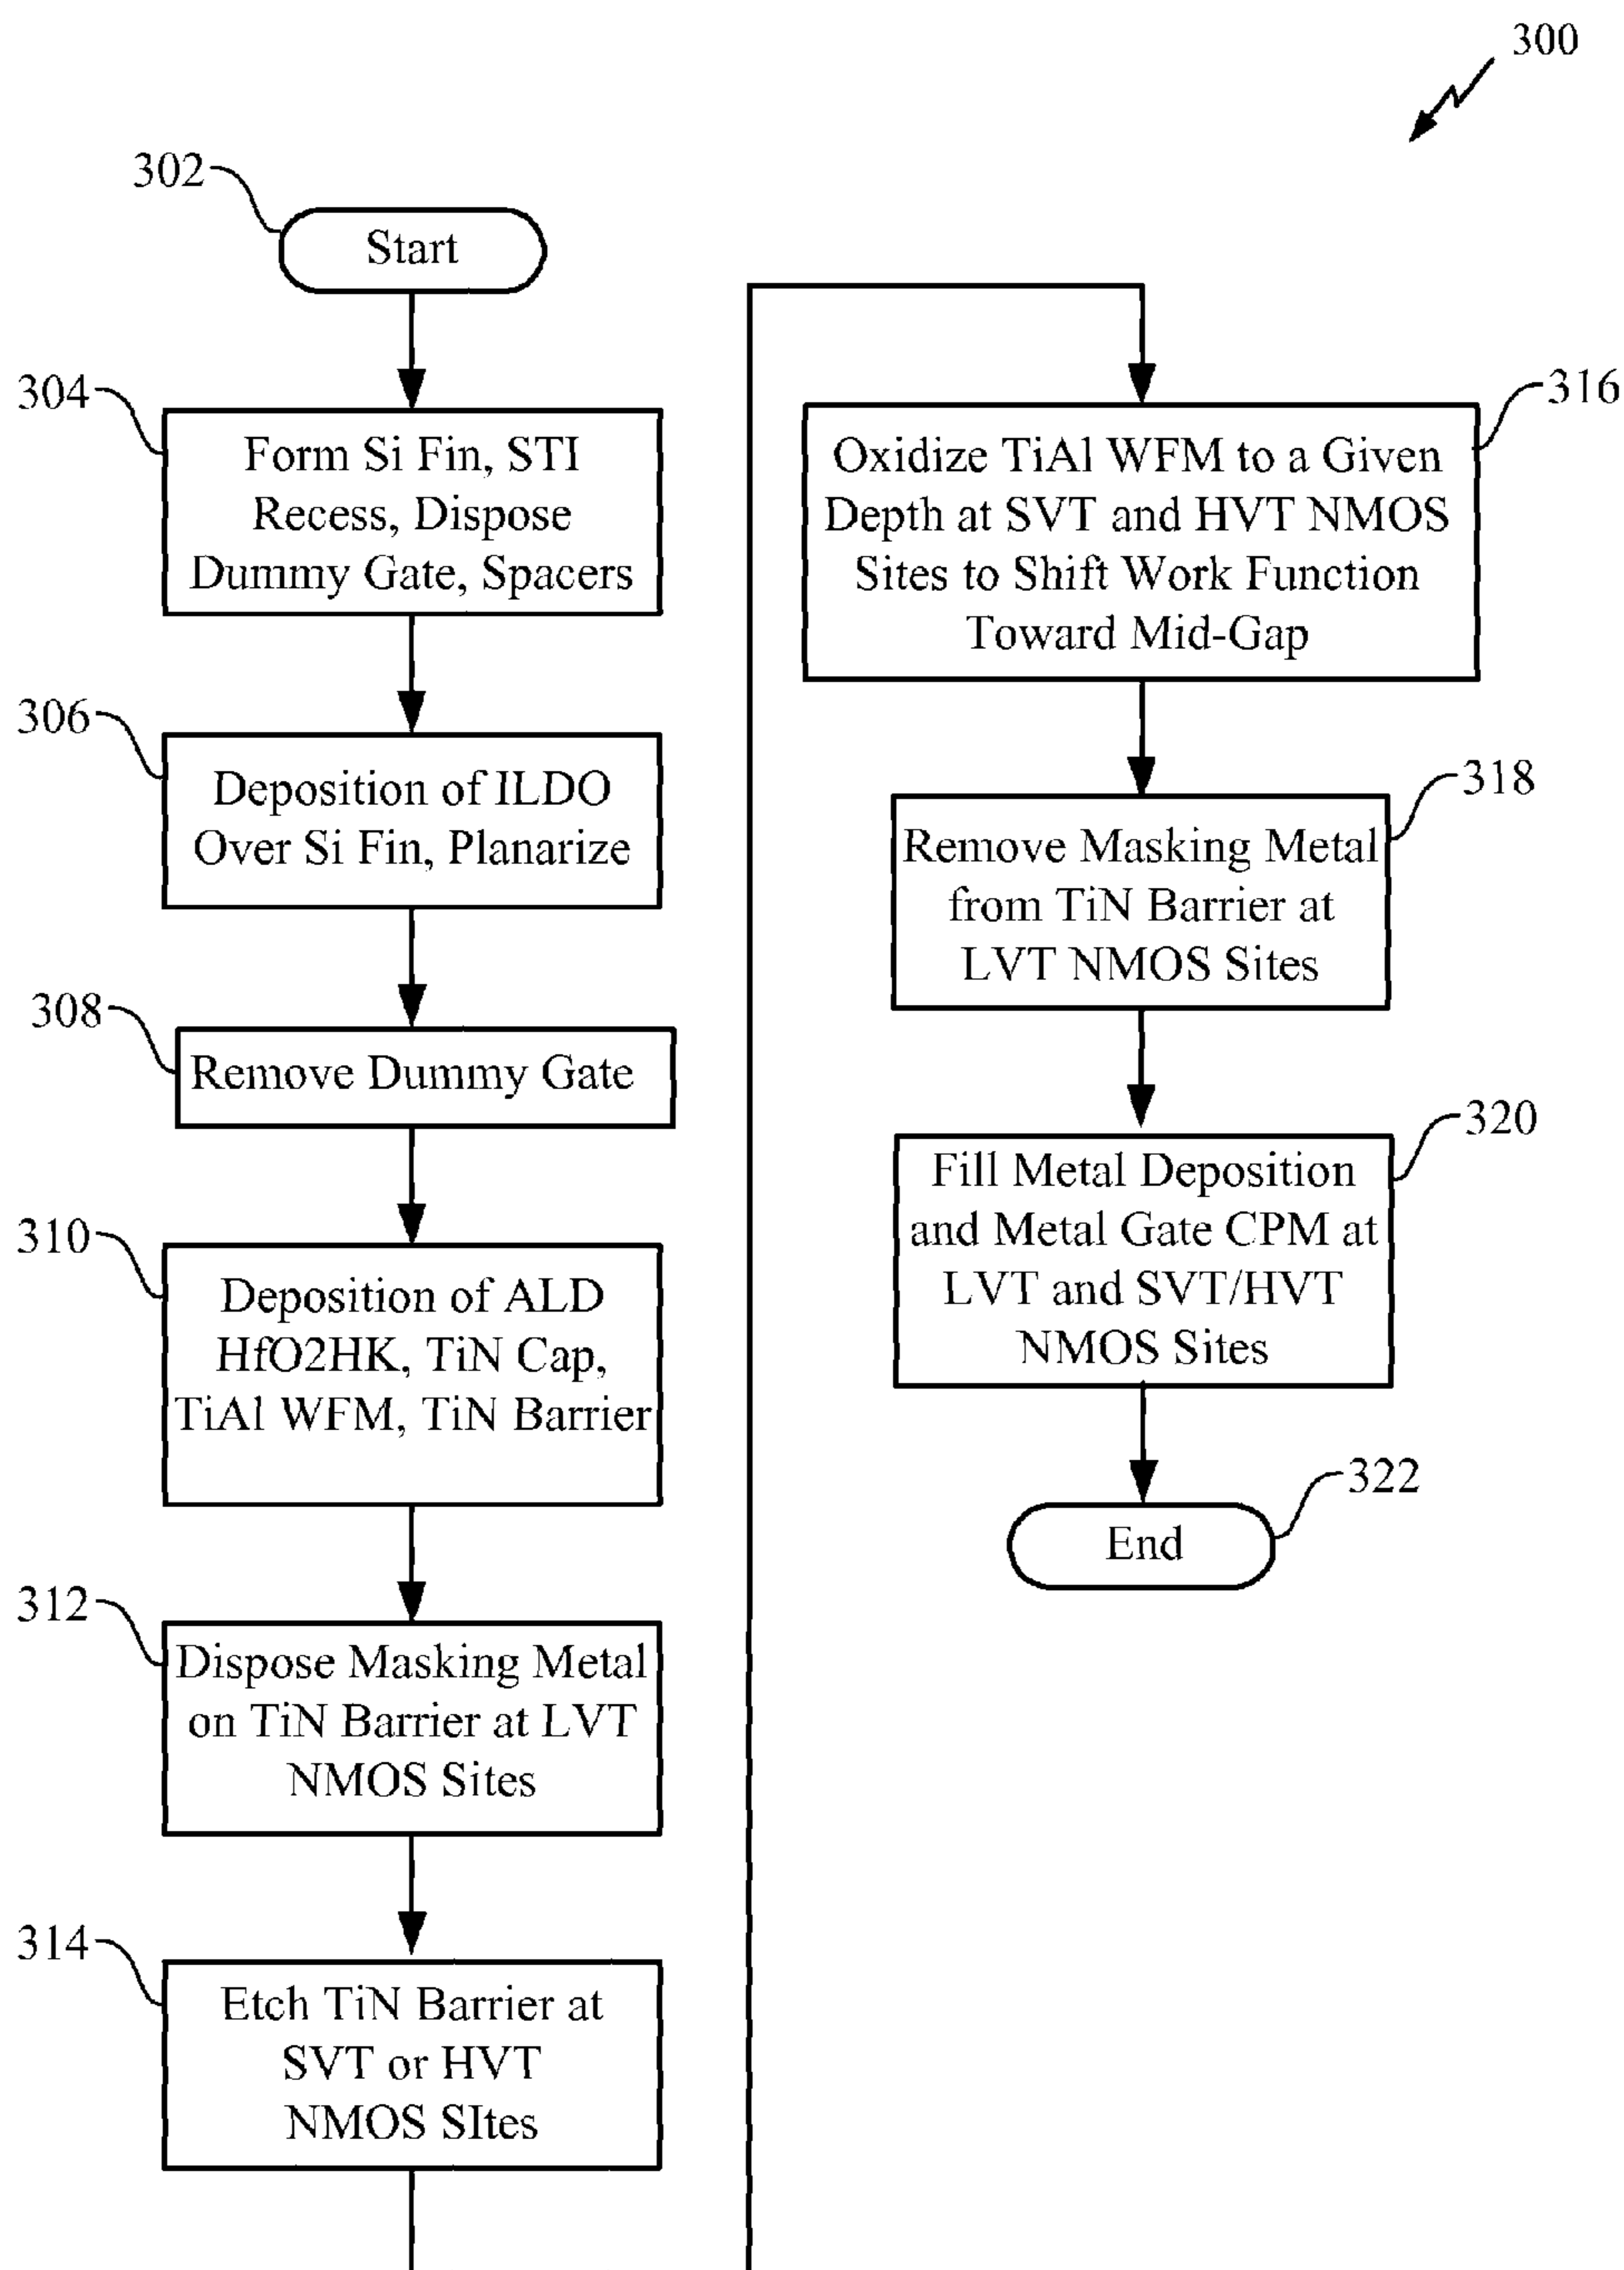 300
302
Start
304
Form Si Fin, STI
Recess, Dispose
Dummy Gate, Spacers
306
Deposition of ILDO
Over Si Fin, Planarize
308
Remove Dummy Gate
310
Deposition of ALD
HfO2HK, TiN Cap,
TiAl WFM, TiN Barrier
312
Dispose Masking Metal
on TiN Barrier at LVT
NMOS Sites
314
Etch TiN Barrier at
SVT or HVT
NMOS SItes
316
Oxidize TiAl WFM to a Given
Depth at SVT and HVT NMOS
Sites to Shift Work Function
Toward Mid-Gap
318
Remove Masking Metal
from TiN Barrier at
LVT NMOS Sites
320
Fill Metal Deposition
and Metal Gate CPM at
LVT and SVT/HVT
NMOS Sites
322
End